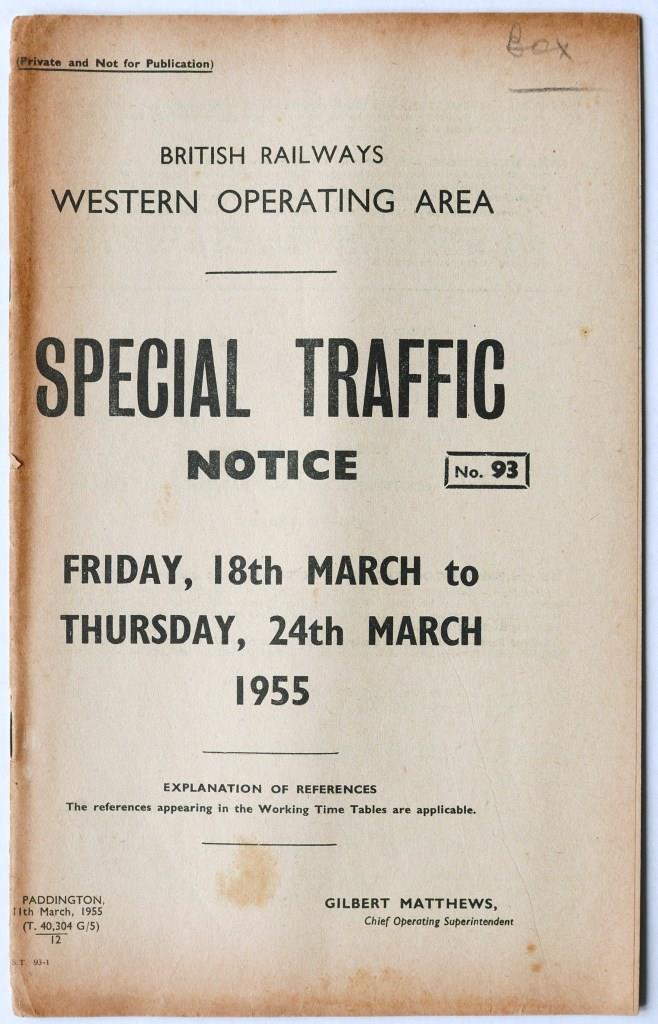 Box
(Private and Not for Publication)
BRITISH RAILWAYS
WESTERN OPERATING AREA
SPECIAL TRAFFIC
NOTICE
No. 93
FRIDAY, 18th MARCH to
THURSDAY, 24th MARCH
1955
EXPLANATION OF REFERENCES
The references appearing in the Working Time Tables are applicable.
PADDINGTON,
11th March, 1955
(T. 40,304 G/5)
12
GILBERT MATTHEWS,
Chief Operating Superintendent
S.T. 93-1